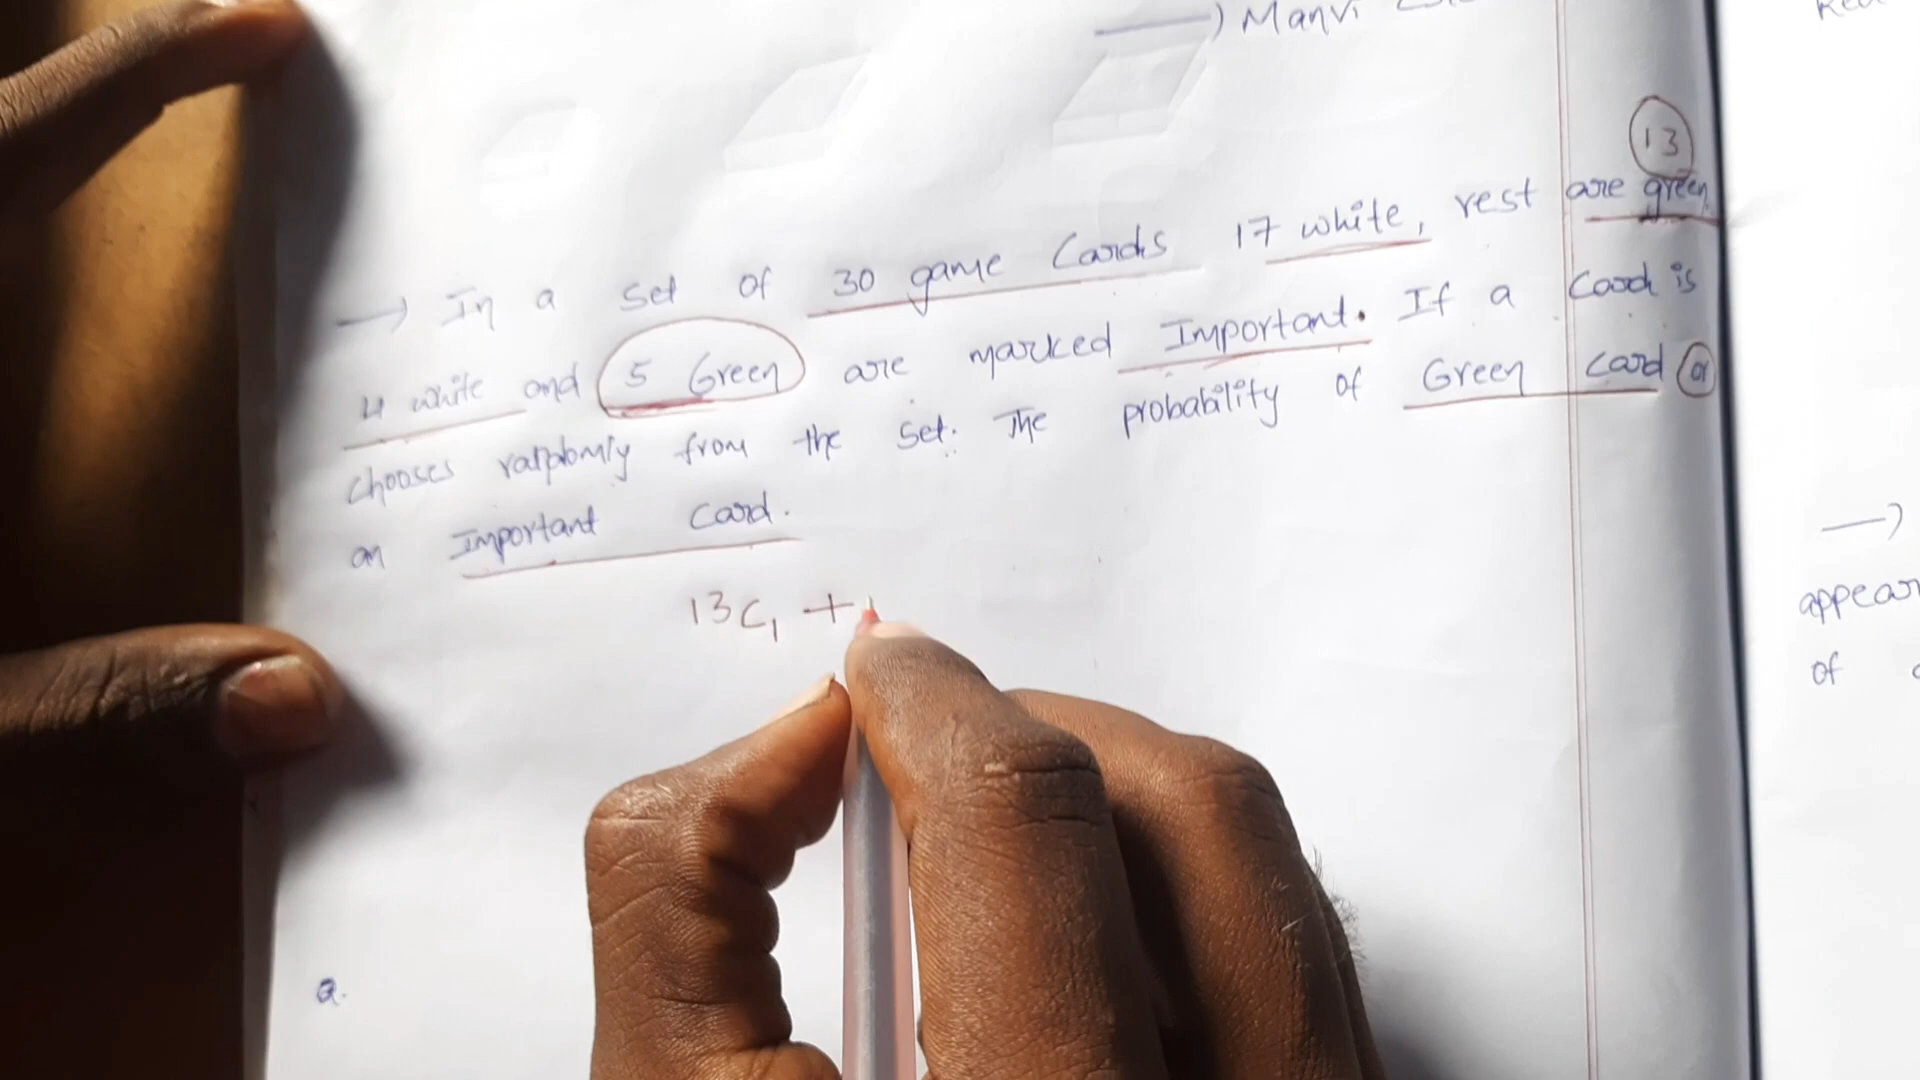 Manvi
13
In a set of 30 game Cards 17 white, rest are green
4 white and 5 Green are marked Important. If a Card is
chooses randomly from the set. The probability of Green card or
an Important Card.
13C1 +
Q.
appear
of